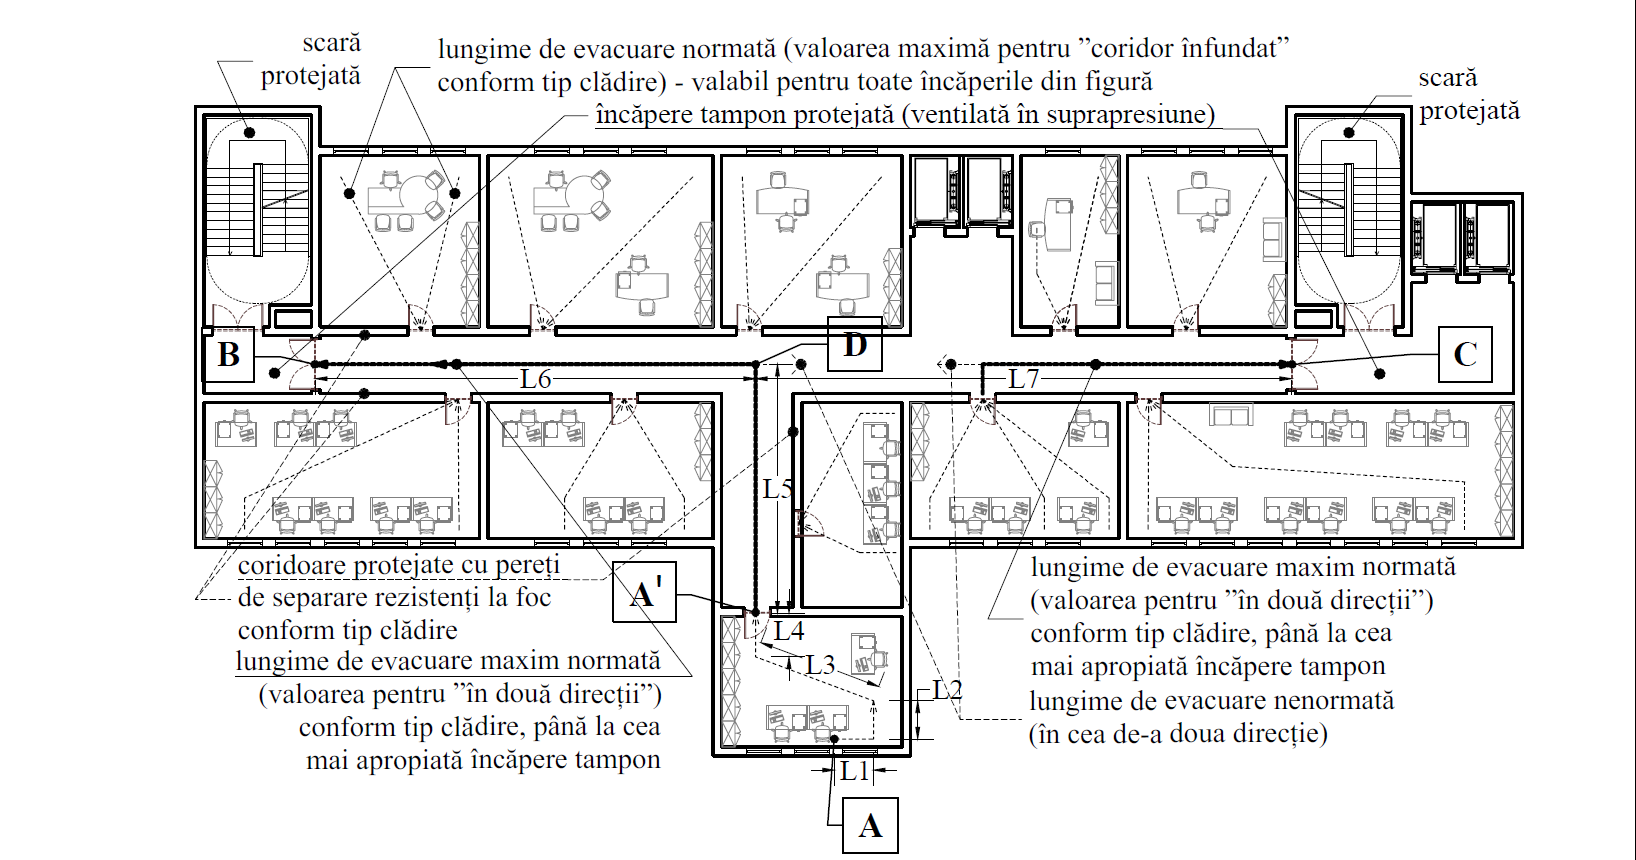 scară
protejată
lungime de evacuare normată (valoarea maximă pentru ”coridor înfundat”
conform tip clădire) - valabil pentru toate încăperile din figură
încăpere tampon protejată (ventilată în suprapresiune)
scară
protejată
B
D
C
L6
L7
L5
coridoare protejate cu pereți
de separare rezistenți la foc
conform tip clădire
A'
L4
L3
L2
lungime de evacuare maxim normată
(valoarea pentru ”în două direcții”)
conform tip clădire, până la cea
mai apropiată încăpere tampon
lungime de evacuare maxim normată
(valoarea pentru ”în două direcții”)
conform tip clădire, până la cea
mai apropiată încăpere tampon
lungime de evacuare nenormată
(în cea de-a doua direcție)
L1
A